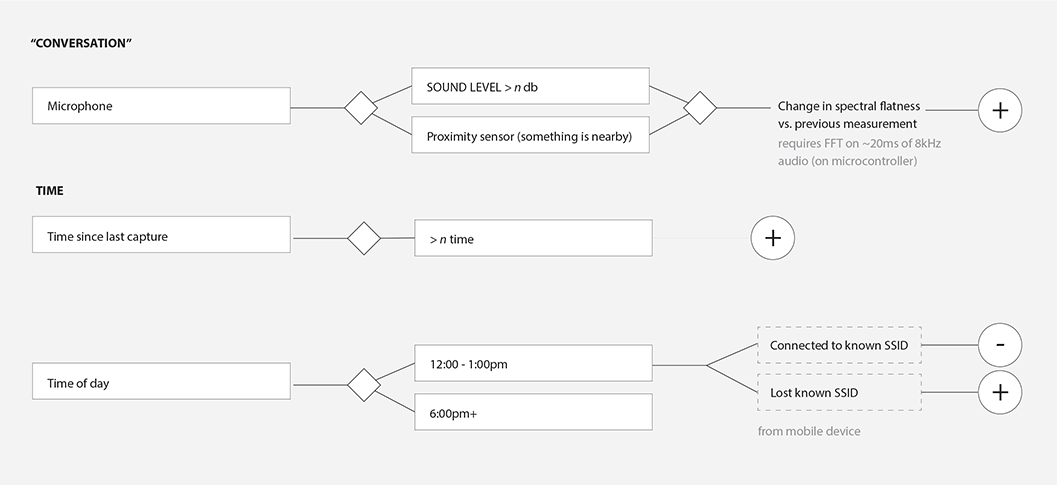 “CONVERSATION”
Microphone
SOUND LEVEL > n db
Proximity sensor (something is nearby)
Change in spectral flatness
vs. previous measurement
requires FFT on ~20ms of 8kHz
audio (on microcontroller)
+
TIME
Time since last capture
> n time
+
Time of day
12:00 - 1:00pm
6:00pm+
Connected to known SSID
-
Lost known SSID
+
from mobile device